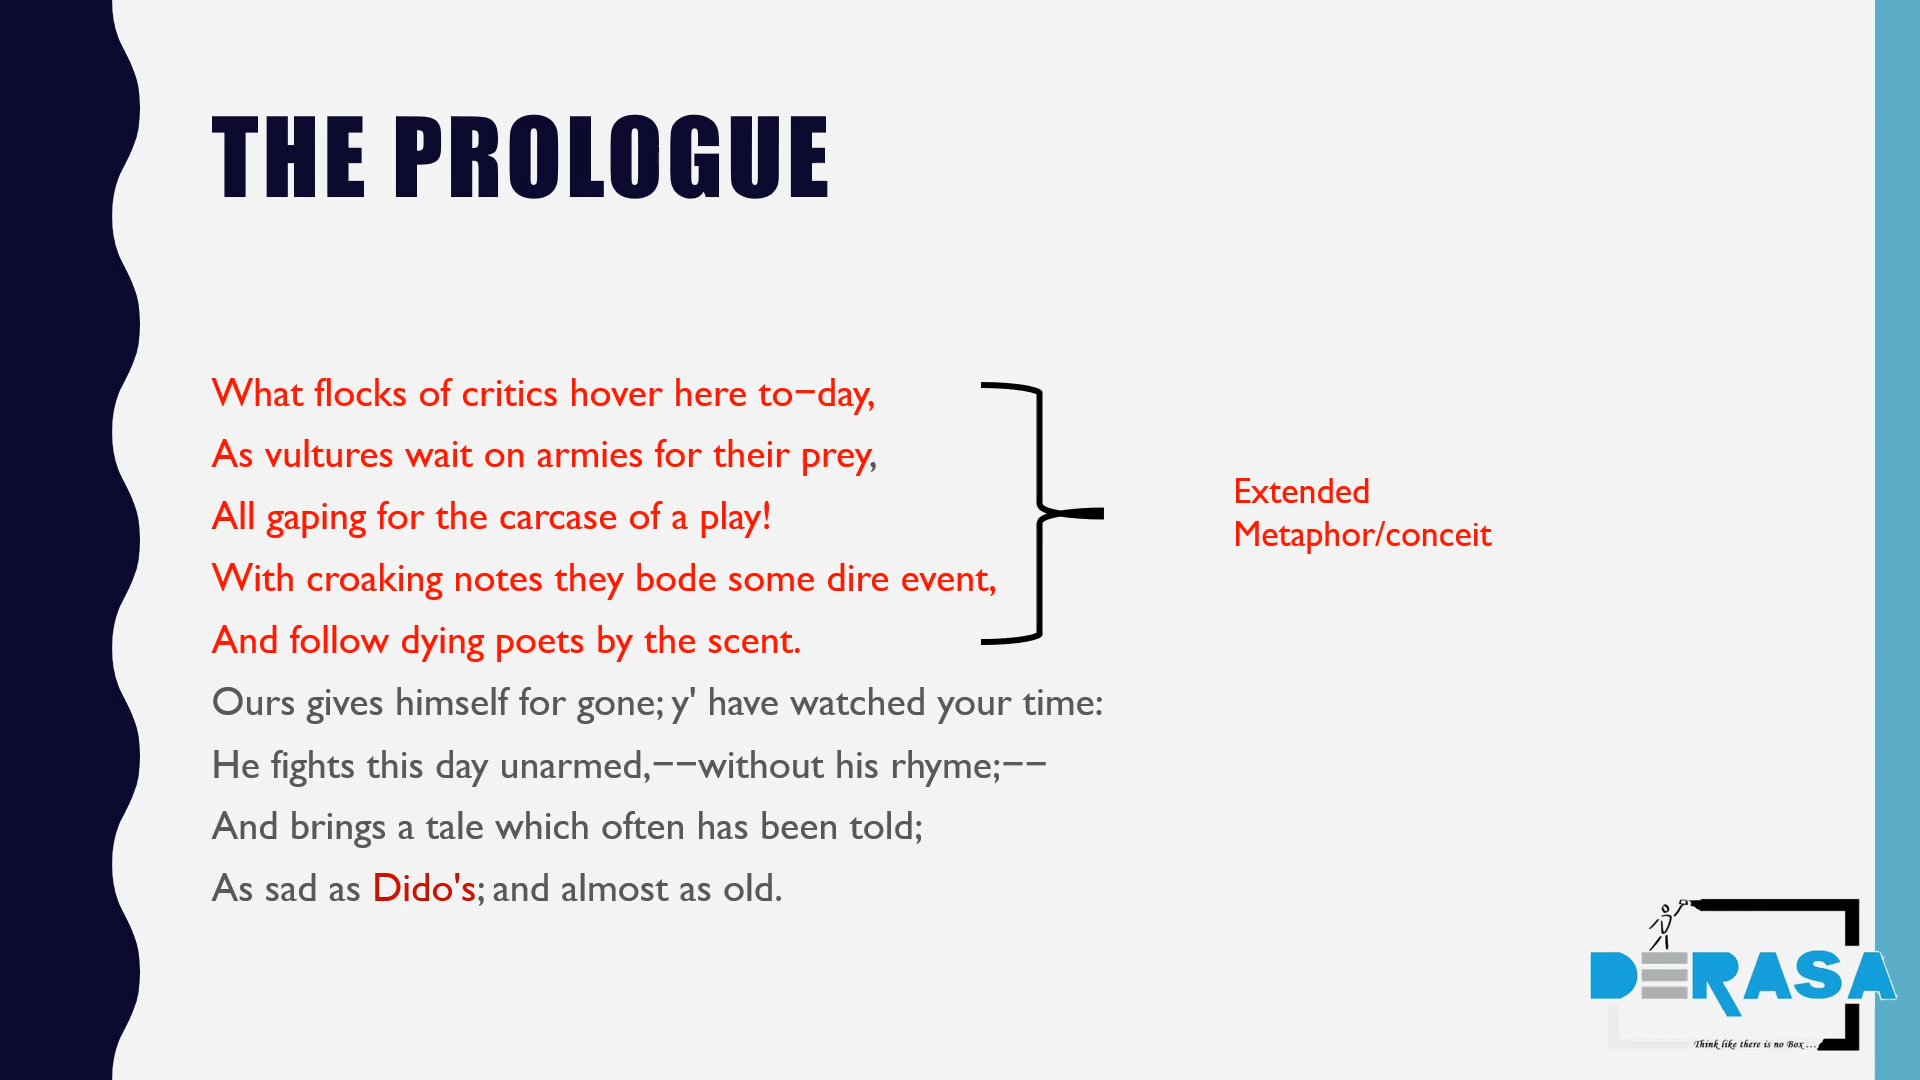 THE PROLOGUE
What flocks of critics hover here to−day,
As vultures wait on armies for their prey,
All gaping for the carcase of a play!
With croaking notes they bode some dire event,
And follow dying poets by the scent.
Ours gives himself for gone; y' have watched your time:
He fights this day unarmed,−−without his rhyme;−−
And brings a tale which often has been told;
As sad as Dido's; and almost as old.
Extended
Metaphor/conceit
DERASA
Think like there is no Box ...